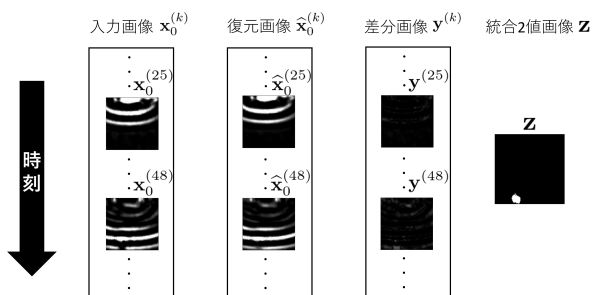 入力画像 x₀⁽ᵏ⁾ 復元画像 x̂₀⁽ᵏ⁾ 差分画像 y⁽ᵏ⁾ 統合2値画像 z
時刻
x₀⁽²⁵⁾ x̂₀⁽²⁵⁾ y⁽²⁵⁾
z
x₀⁽⁴⁸⁾ x̂₀⁽⁴⁸⁾ y⁽⁴⁸⁾